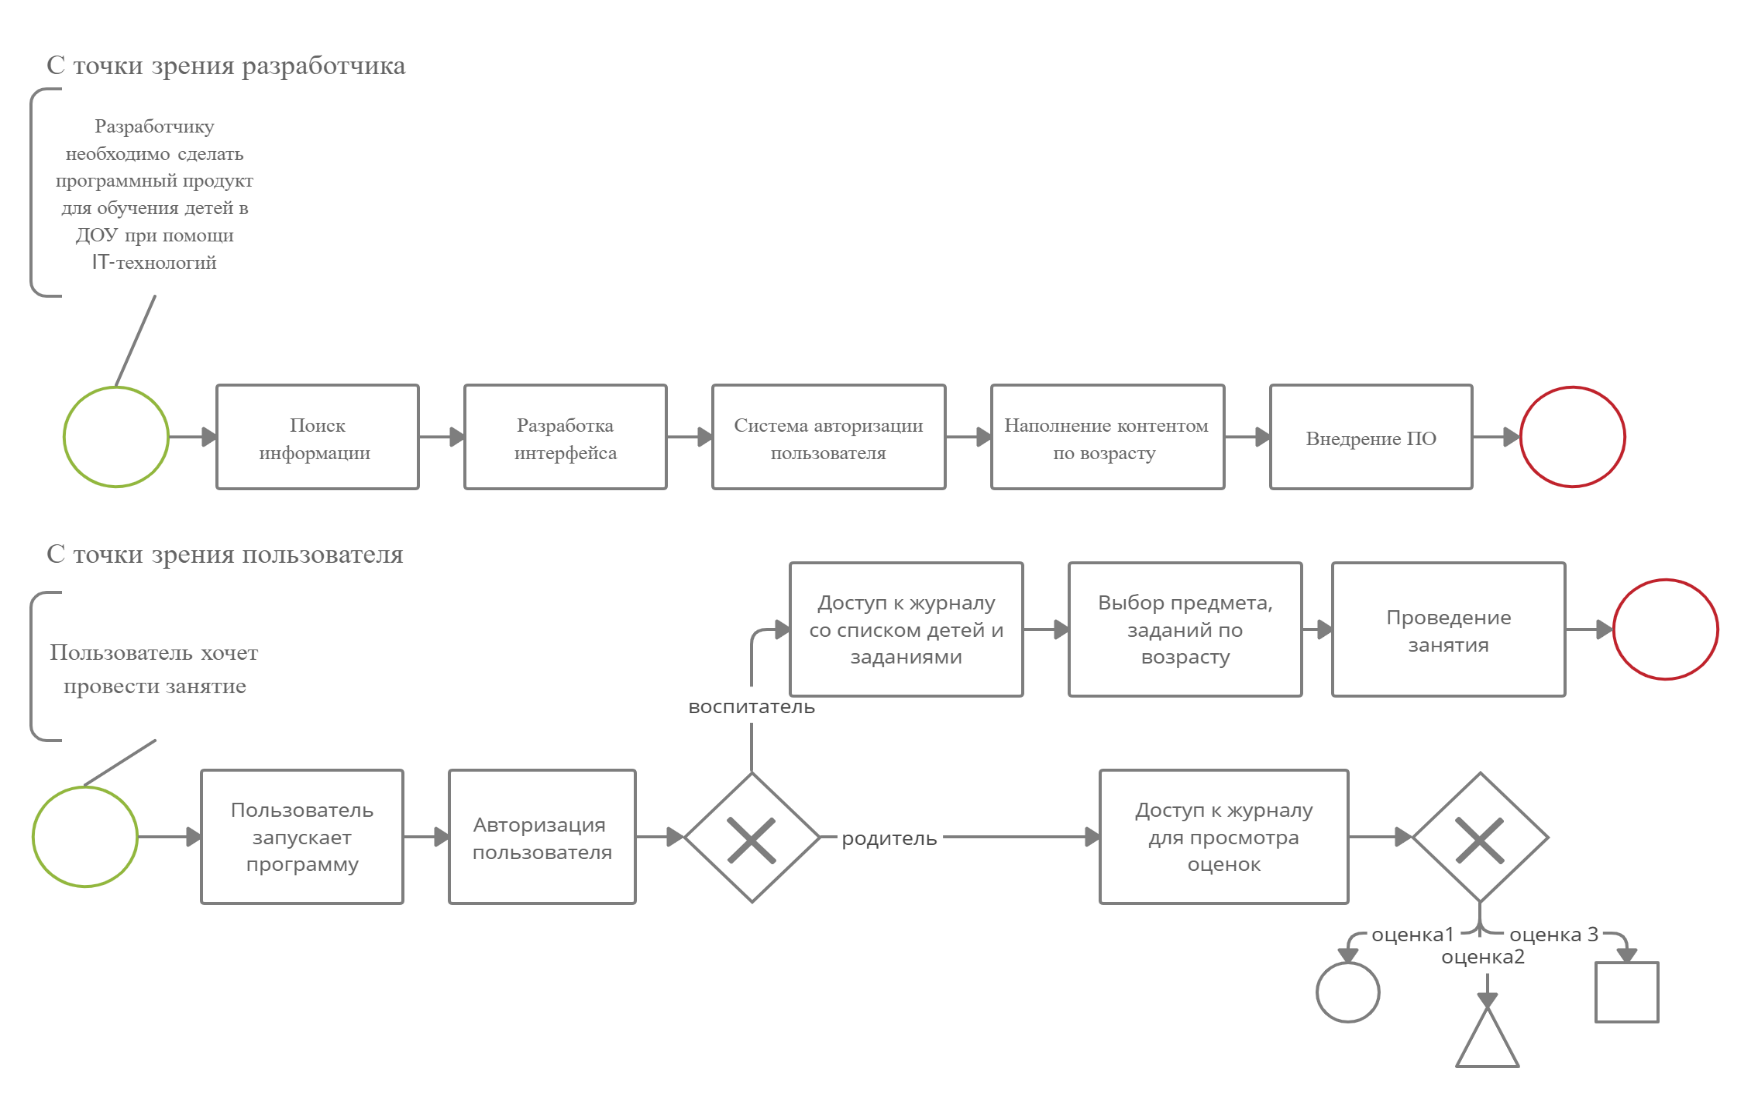 С точки зрения разработчика
Разработчику
необходимо сделать
программный продукт
для обучения детей в
ДОУ при помощи
IT-технологий
Поиск
информации
Разработка
интерфейса
Система авторизации
пользователя
Наполнение контентом
по возрасту
Внедрение ПО
С точки зрения пользователя
Пользователь хочет
провести занятие
Доступ к журналу
со списком детей и
заданиями
Выбор предмета,
заданий по
возрасту
Проведение
занятия
воспитатель
Пользователь
запускает
программу
Авторизация
пользователя
родитель
Доступ к журналу
для просмотра
оценок
оценка1
оценка 3
оценка2